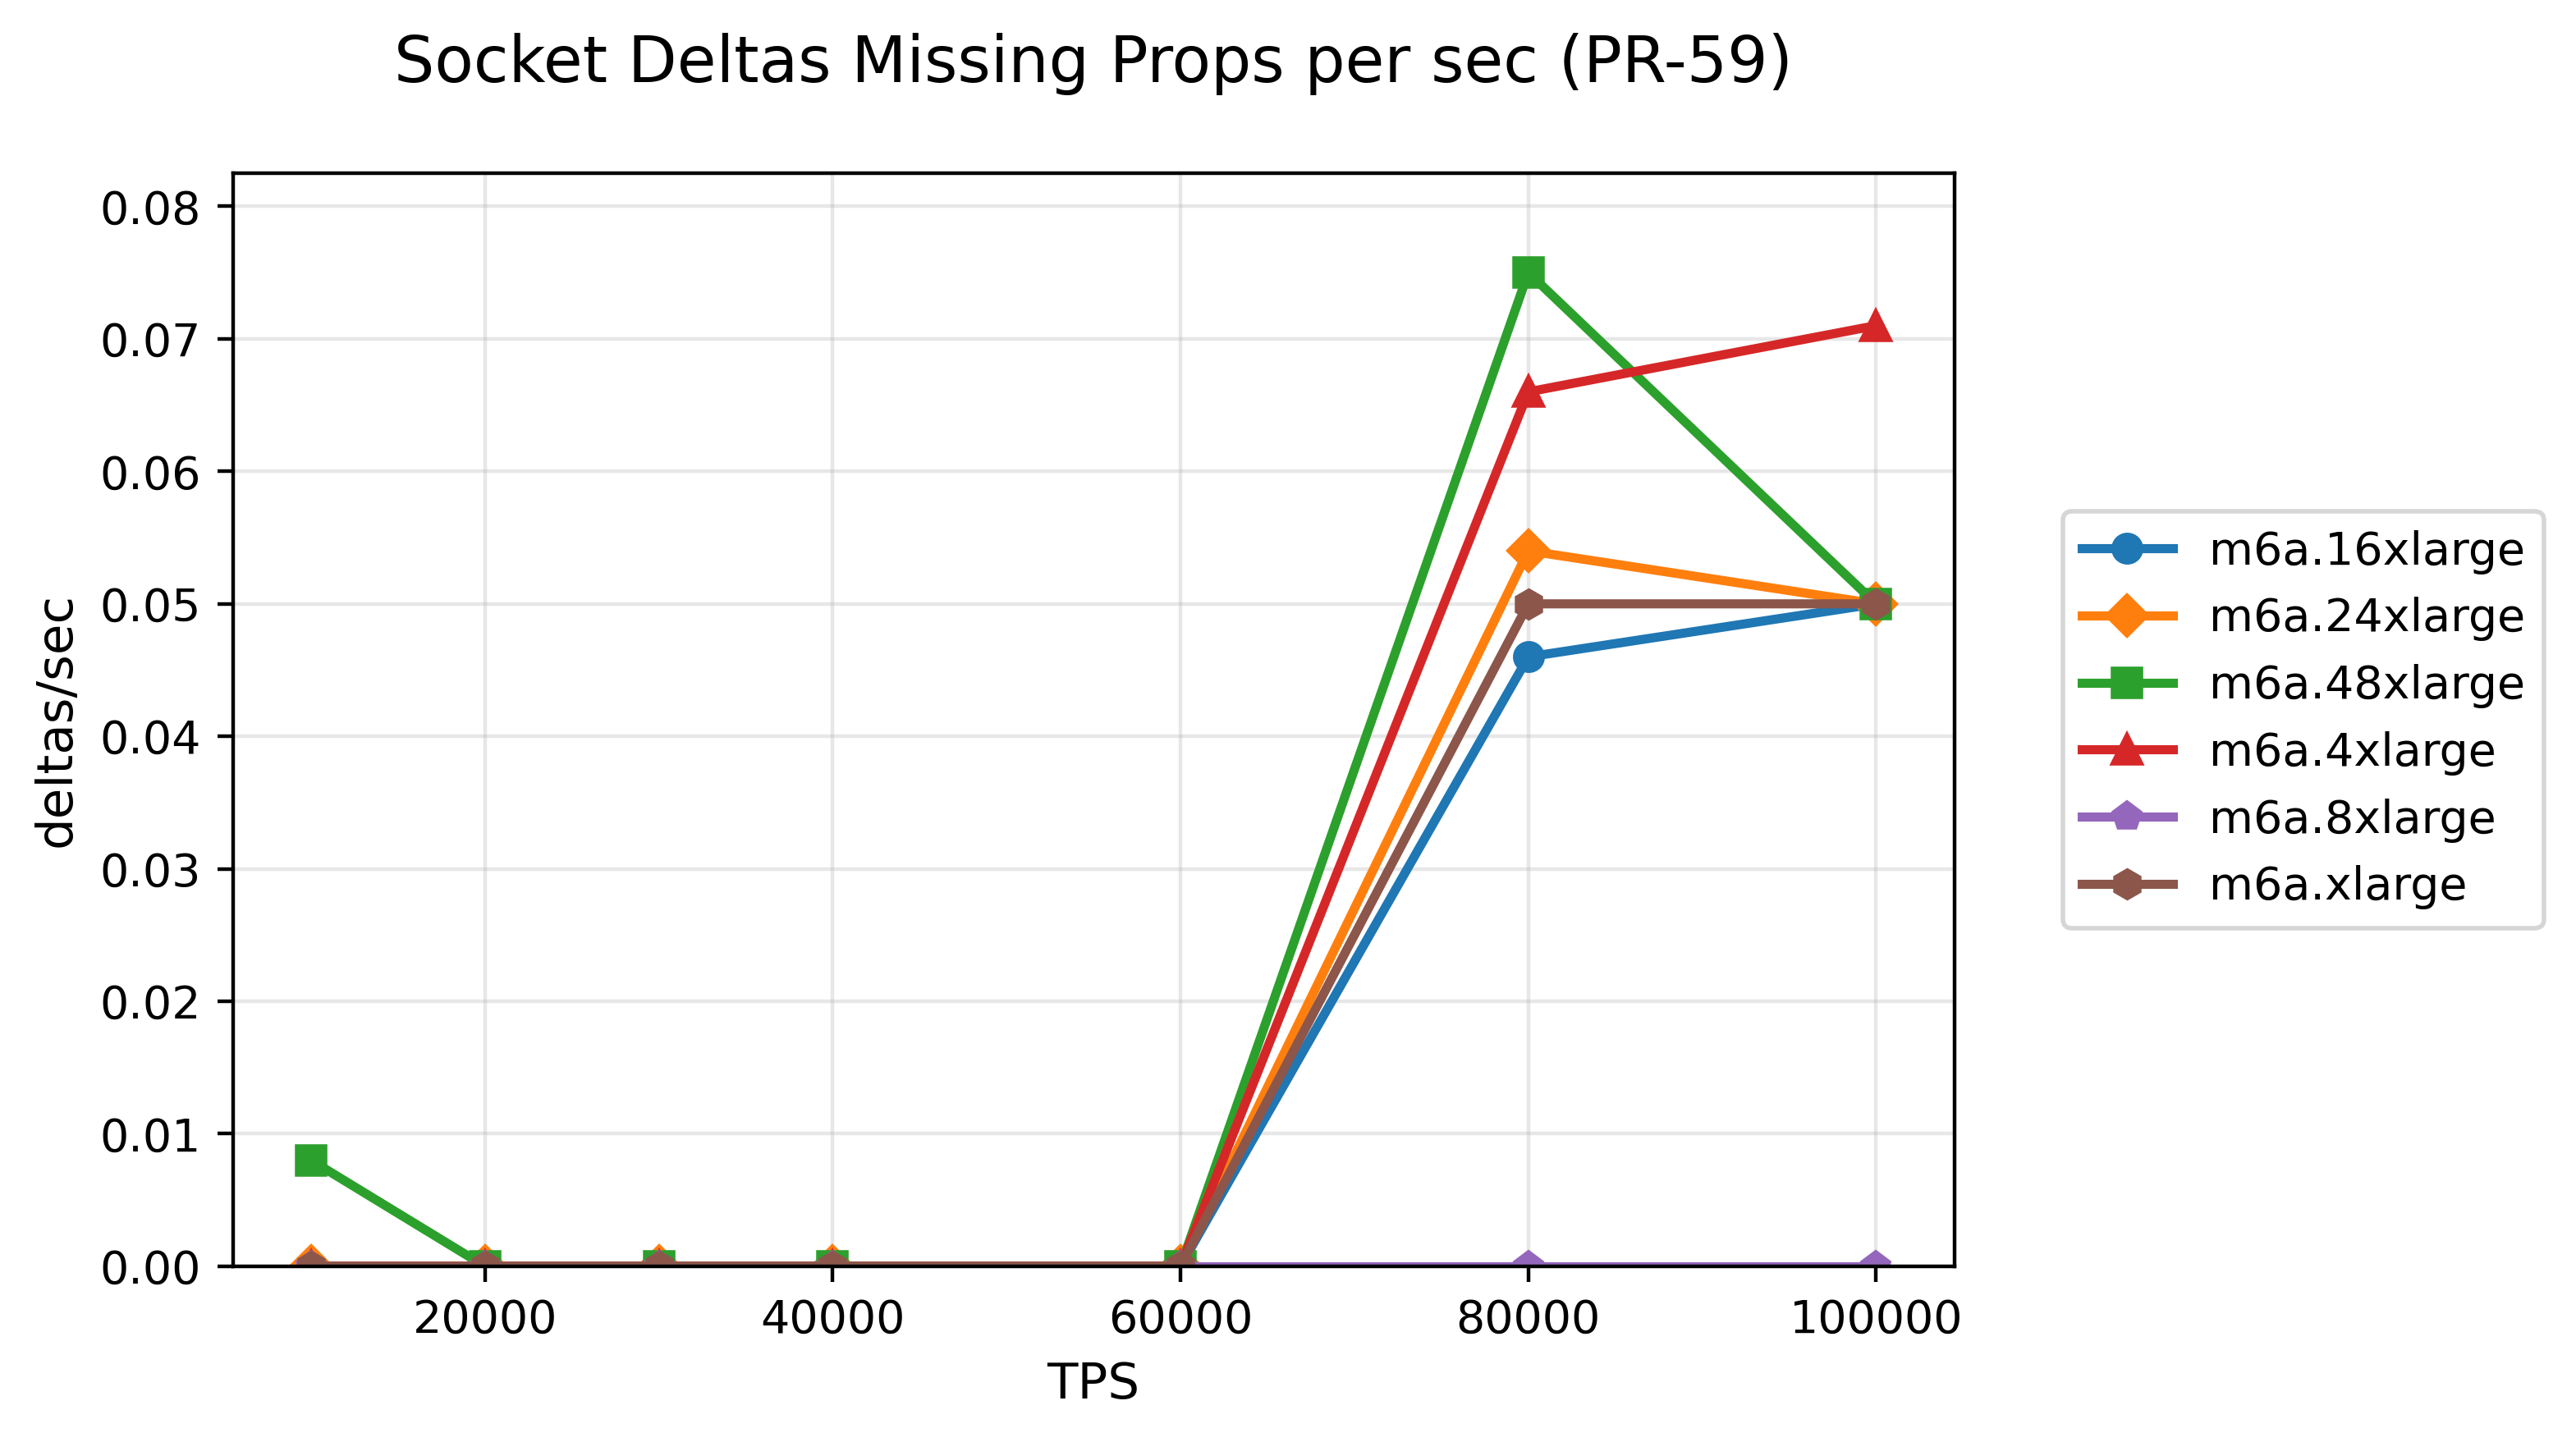 Socket Deltas Missing Props per sec (PR-59)
0.08
0.07
0.06
0.05
0.04
0.03
0.02
0.01
0.00
deltas/sec
20000
40000
60000
80000
100000
TPS
m6a.16xlarge
m6a.24xlarge
m6a.48xlarge
m6a.4xlarge
m6a.8xlarge
m6a.xlarge